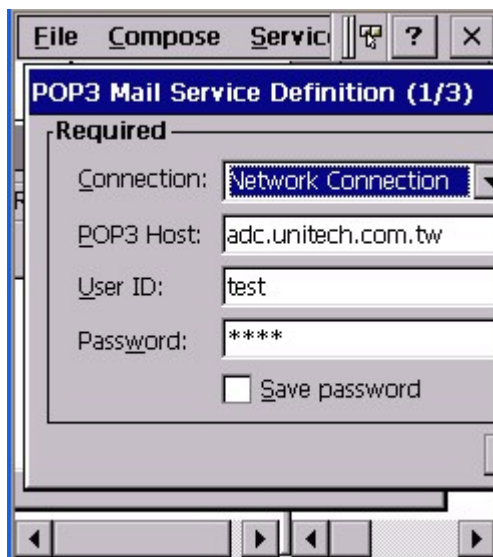 File Compose Servic ? ×
POP3 Mail Service Definition (1/3)
Required
Connection: Network Connection
POP3 Host: adc.unitech.com.tw
User ID: test
Password: ****
Save password